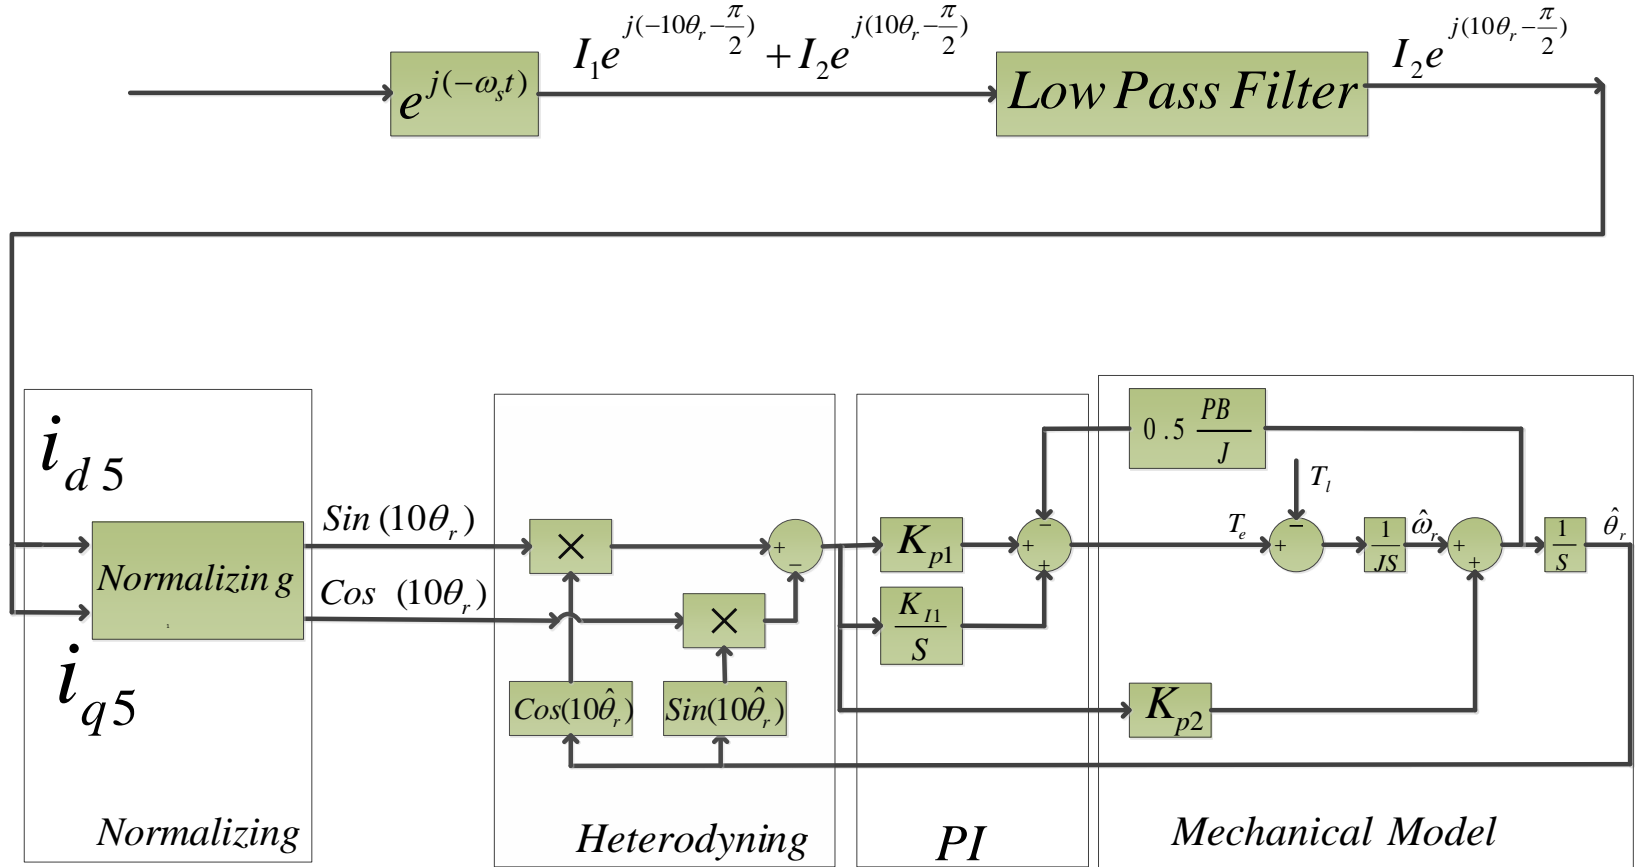 e^{j(-ω_s t)}
I_1 e^{j(-10θ_r - π/2)} + I_2 e^{j(10θ_r - π/2)}
Low Pass Filter
I_2 e^{j(10θ_r - π/2)}
i_{d 5}
i_{q5}
Normalizin g
1
Sin (10θ_r)
Cos (10θ_r)
×
×
Cos(10θ̂_r)
Sin(10θ̂_r)
+
−
K_{p1}
K_{I1}/S
−
+
+
0.5 PB/J
T_l
T_e
−
+
1/JS
ω̂_r
+
+
1/S
θ̂_r
K_{p2}
Normalizing
Heterodyning
PI
Mechanical Model